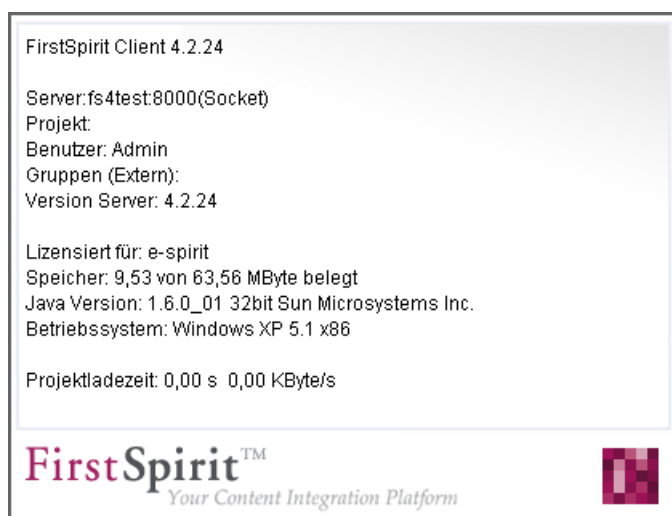 FirstSpirit Client 4.2.24
Server:fs4test:8000(Socket)
Projekt:
Benutzer: Admin
Gruppen (Extern):
Version Server: 4.2.24
Lizensiert für: e-spirit
Speicher: 9,53 von 63,56 MByte belegt
Java Version: 1.6.0_01 32bit Sun Microsystems Inc.
Betriebssystem: Windows XP 5.1 x86
Projektladezeit: 0,00 s 0,00 KByte/s
FirstSpirit™
Your Content Integration Platform